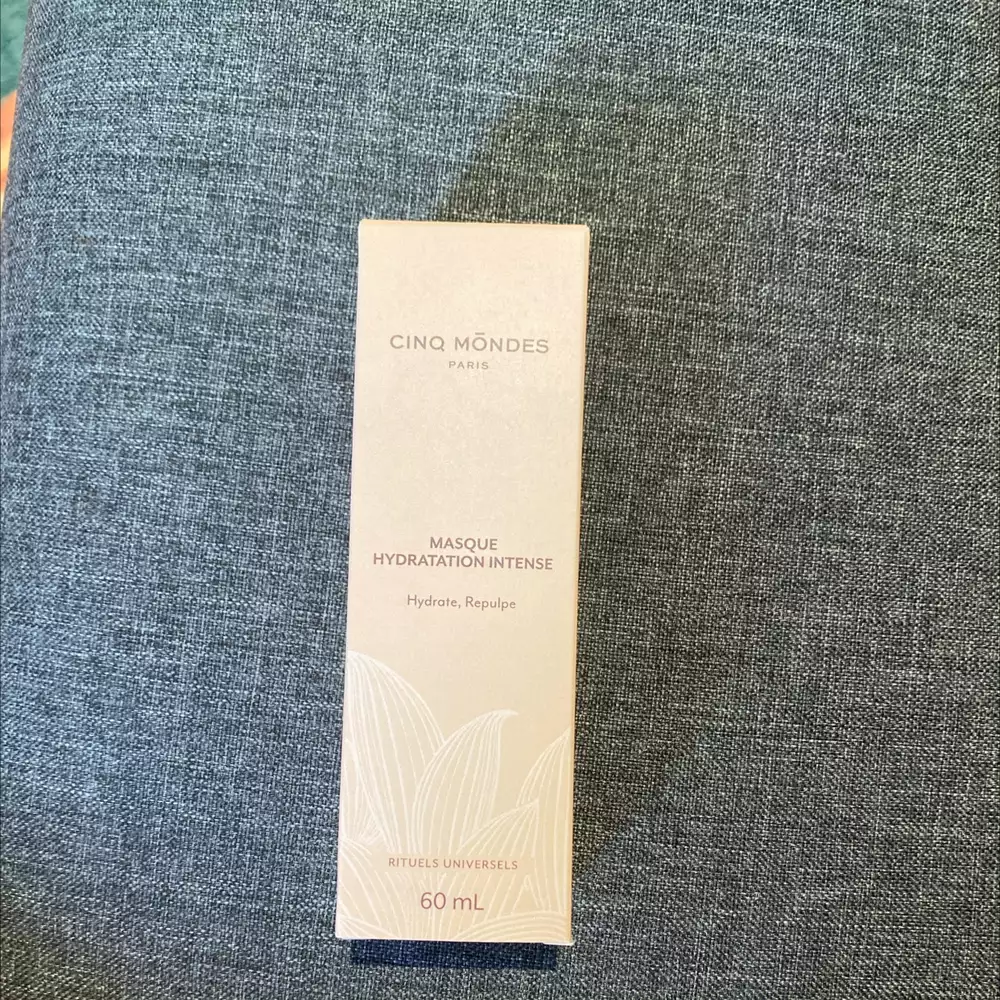 CINQ MŌNDES
PARIS
MASQUE
HYDRATATION INTENSE
Hydrate, Repulpe
RITUELS UNIVERSELS
60 mL